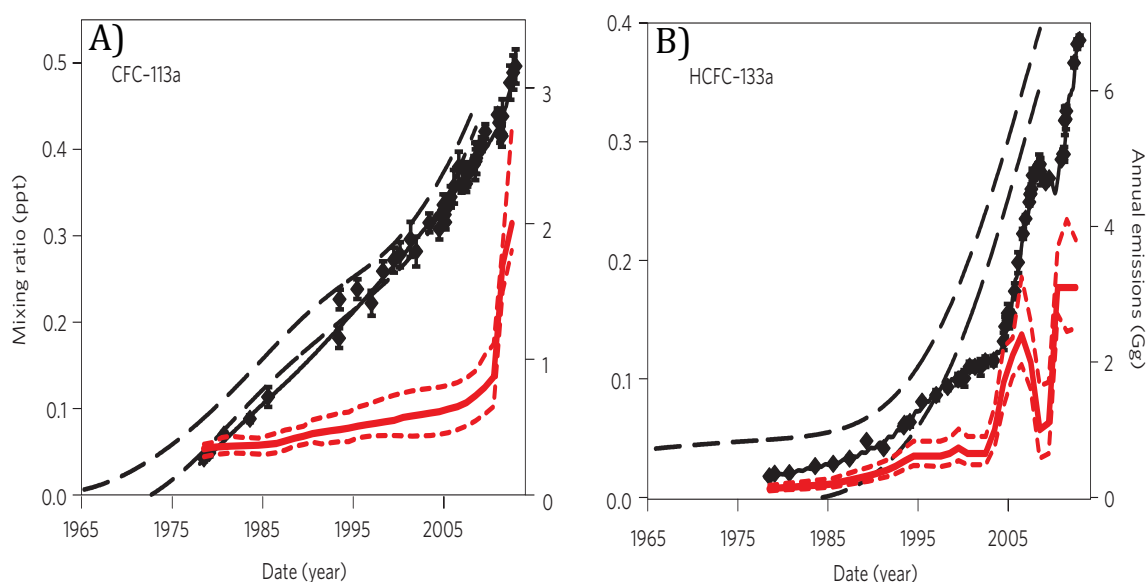 A)
CFC-113a
Mixing ratio (ppt)
0.5
0.4
0.3
0.2
0.1
0.0
3
2
1
0
1965 1975 1985 1995 2005
Date (year)
B)
HCFC-133a
0.4
0.3
0.2
0.1
0.0
6
4
2
0
Annual emissions (Gg)
1965 1975 1985 1995 2005
Date (year)